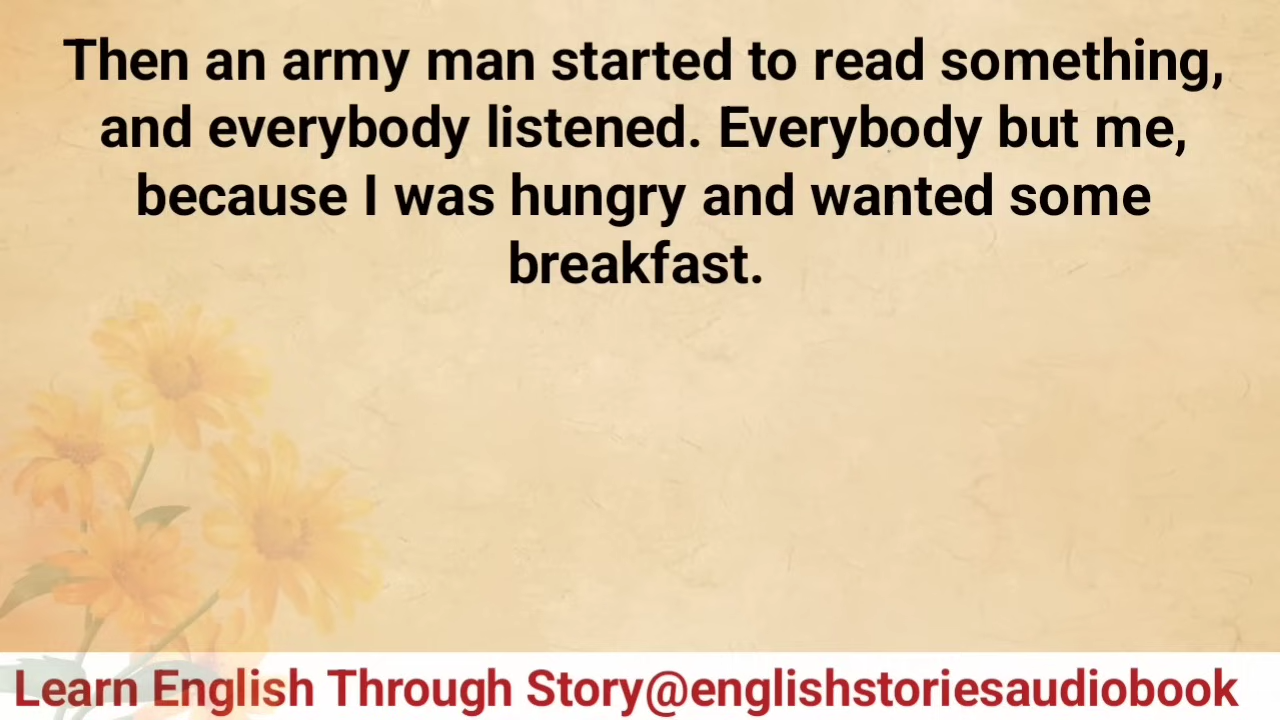 Then an army man started to read something,
and everybody listened. Everybody but me,
because I was hungry and wanted some
breakfast.
Learn English Through Story@englishstoriesaudiobook